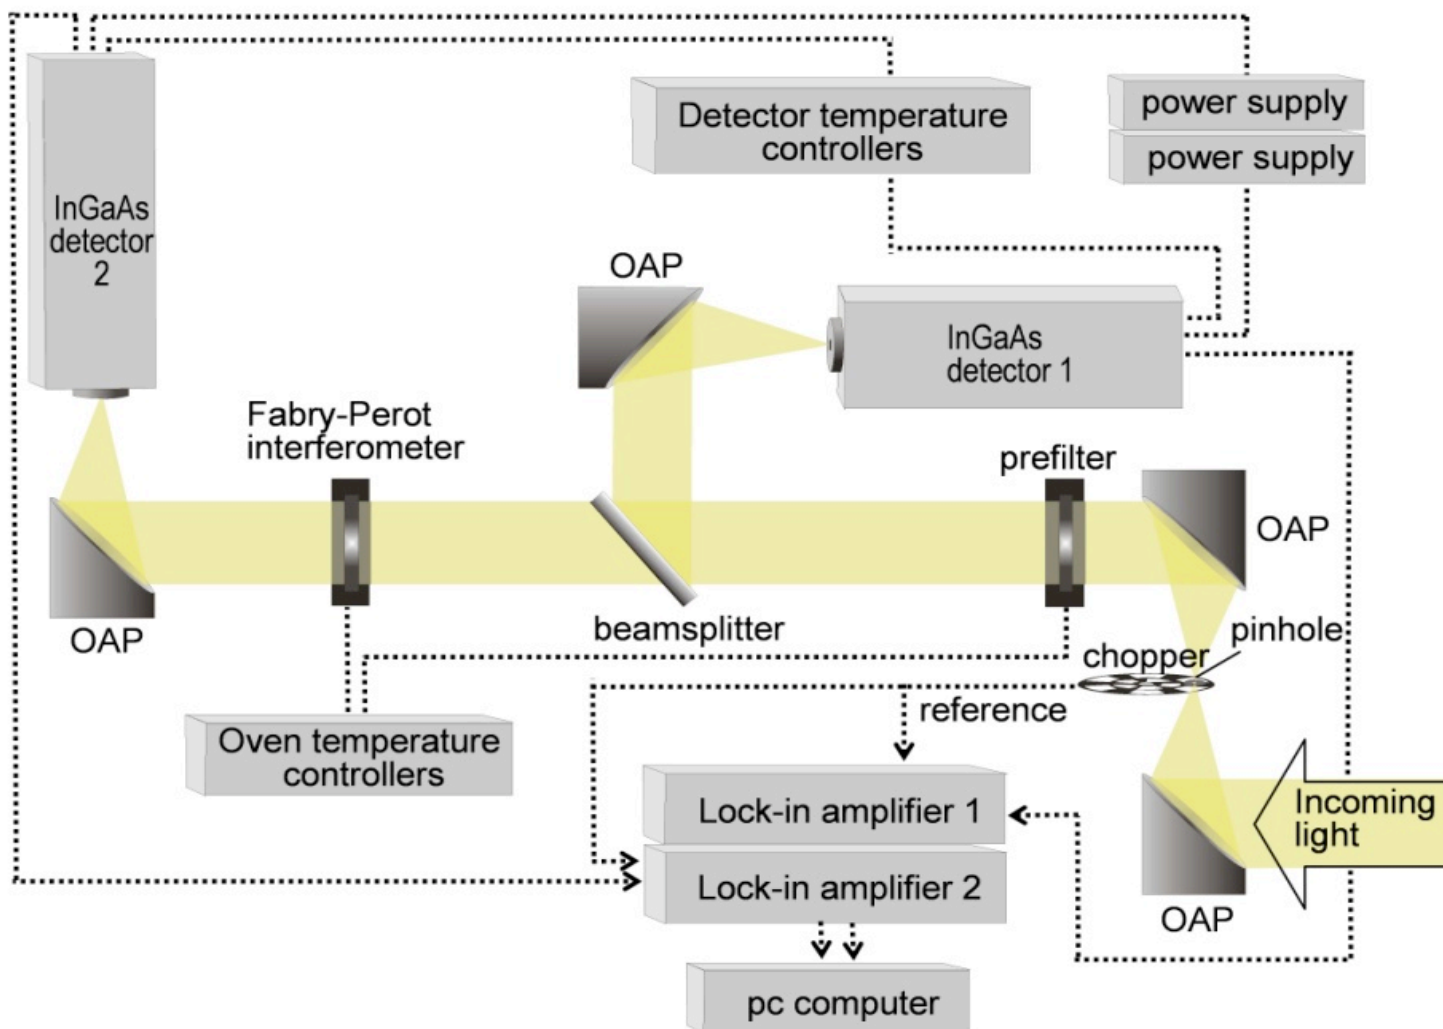 power supply
Detector temperature
controllers
power supply
InGaAs
detector
2
OAP
InGaAs
detector 1
Fabry-Perot
interferometer
prefilter
OAP
OAP
beamsplitter
pinhole
chopper
reference
Oven temperature
controllers
Lock-in amplifier 1
Incoming
light
Lock-in amplifier 2
OAP
pc computer